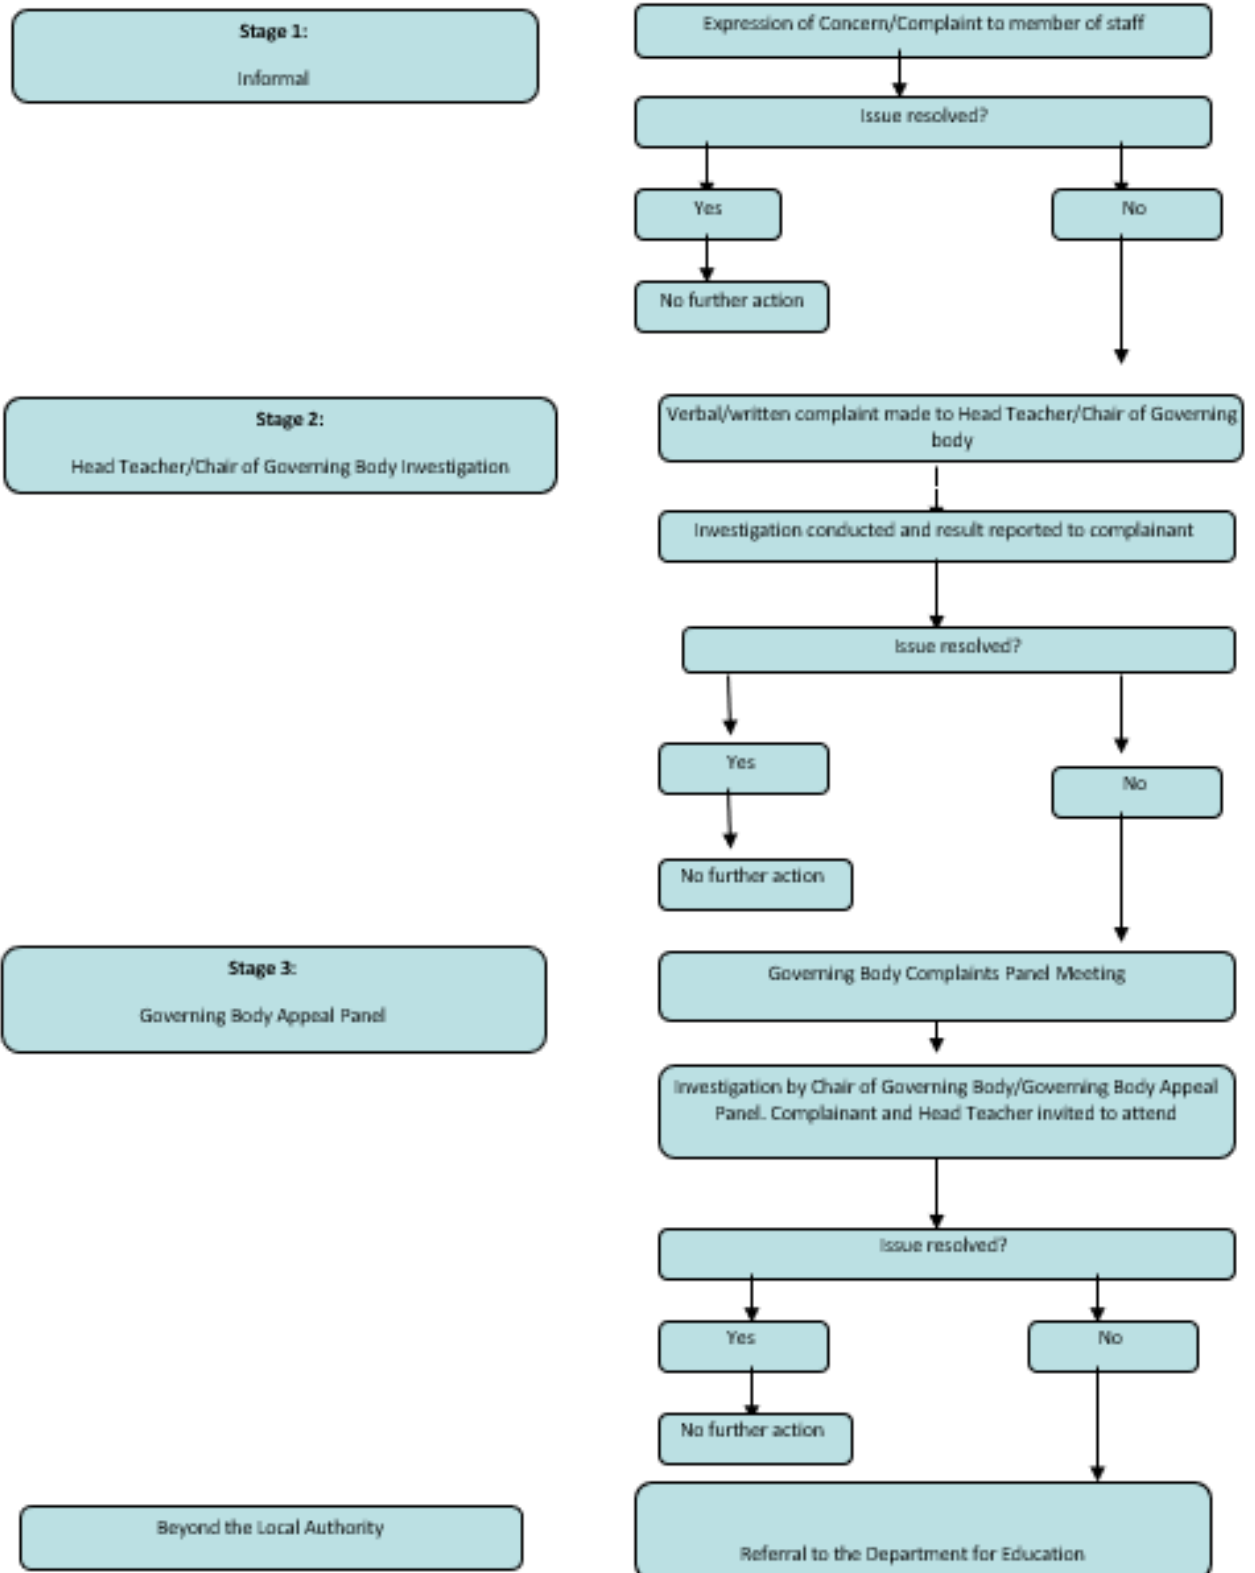 Stage 1:
Informal
Expression of Concern/Complaint to member of staff
Issue resolved?
Yes
No
No further action
Stage 2:
Head Teacher/Chair of Governing Body Investigation
Verbal/written complaint made to Head Teacher/Chair of Governing
body
Investigation conducted and result reported to complainant
Issue resolved?
Yes
No
No further action
Stage 3:
Governing Body Appeal Panel
Governing Body Complaints Panel Meeting
Investigation by Chair of Governing Body/Governing Body Appeal
Panel. Complainant and Head Teacher invited to attend
Issue resolved?
Yes
No
No further action
Beyond the Local Authority
Referral to the Department for Education